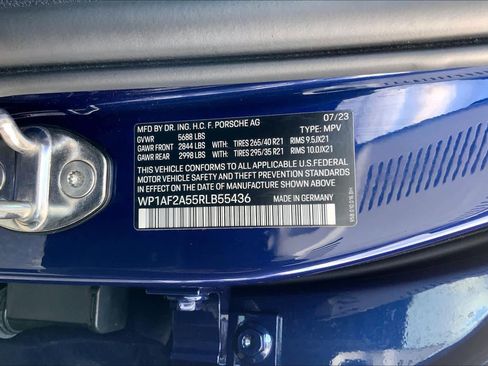 MFD. BY DR. ING. H.C. F. PORSCHE AG 07/23
GVWR 5688 LBS TYPE: MPV
GAWR FRONT 2844 LBS WITH: TIRES 265/40 R21 RIMS 9.5JX21
GAWR REAR 2998 LBS WITH: TIRES 295/35 R21 RIMS 10.0JX21
THIS VEHICLE CONFORMS TO ALL APPLICABLE U.S. FEDERAL
MOTOR VEHICLE SAFETY AND THEFT PREVENTION STANDARDS
IN EFFECT ON THE DATE OF MANUFACTURE SHOWN ABOVE.
WP1AF2A55RLB55436 MADE IN GERMANY